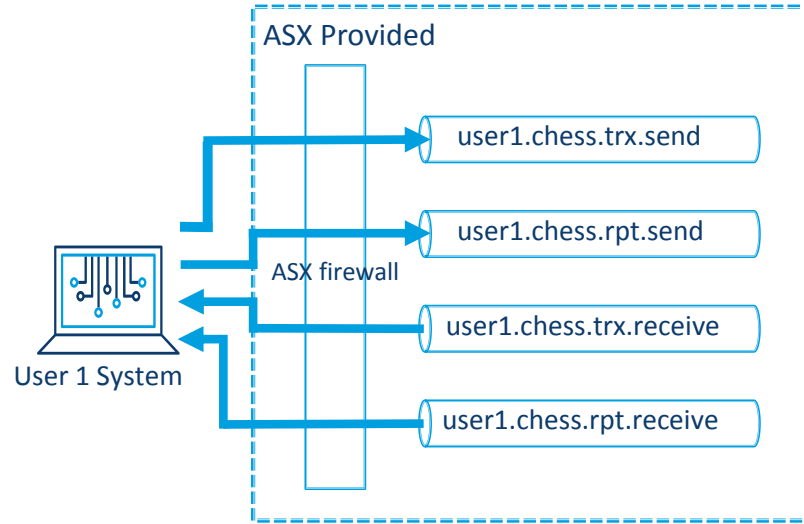 ASX Provided
user1.chess.trx.send
user1.chess.rpt.send
ASX firewall
user1.chess.trx.receive
User 1 System
user1.chess.rpt.receive